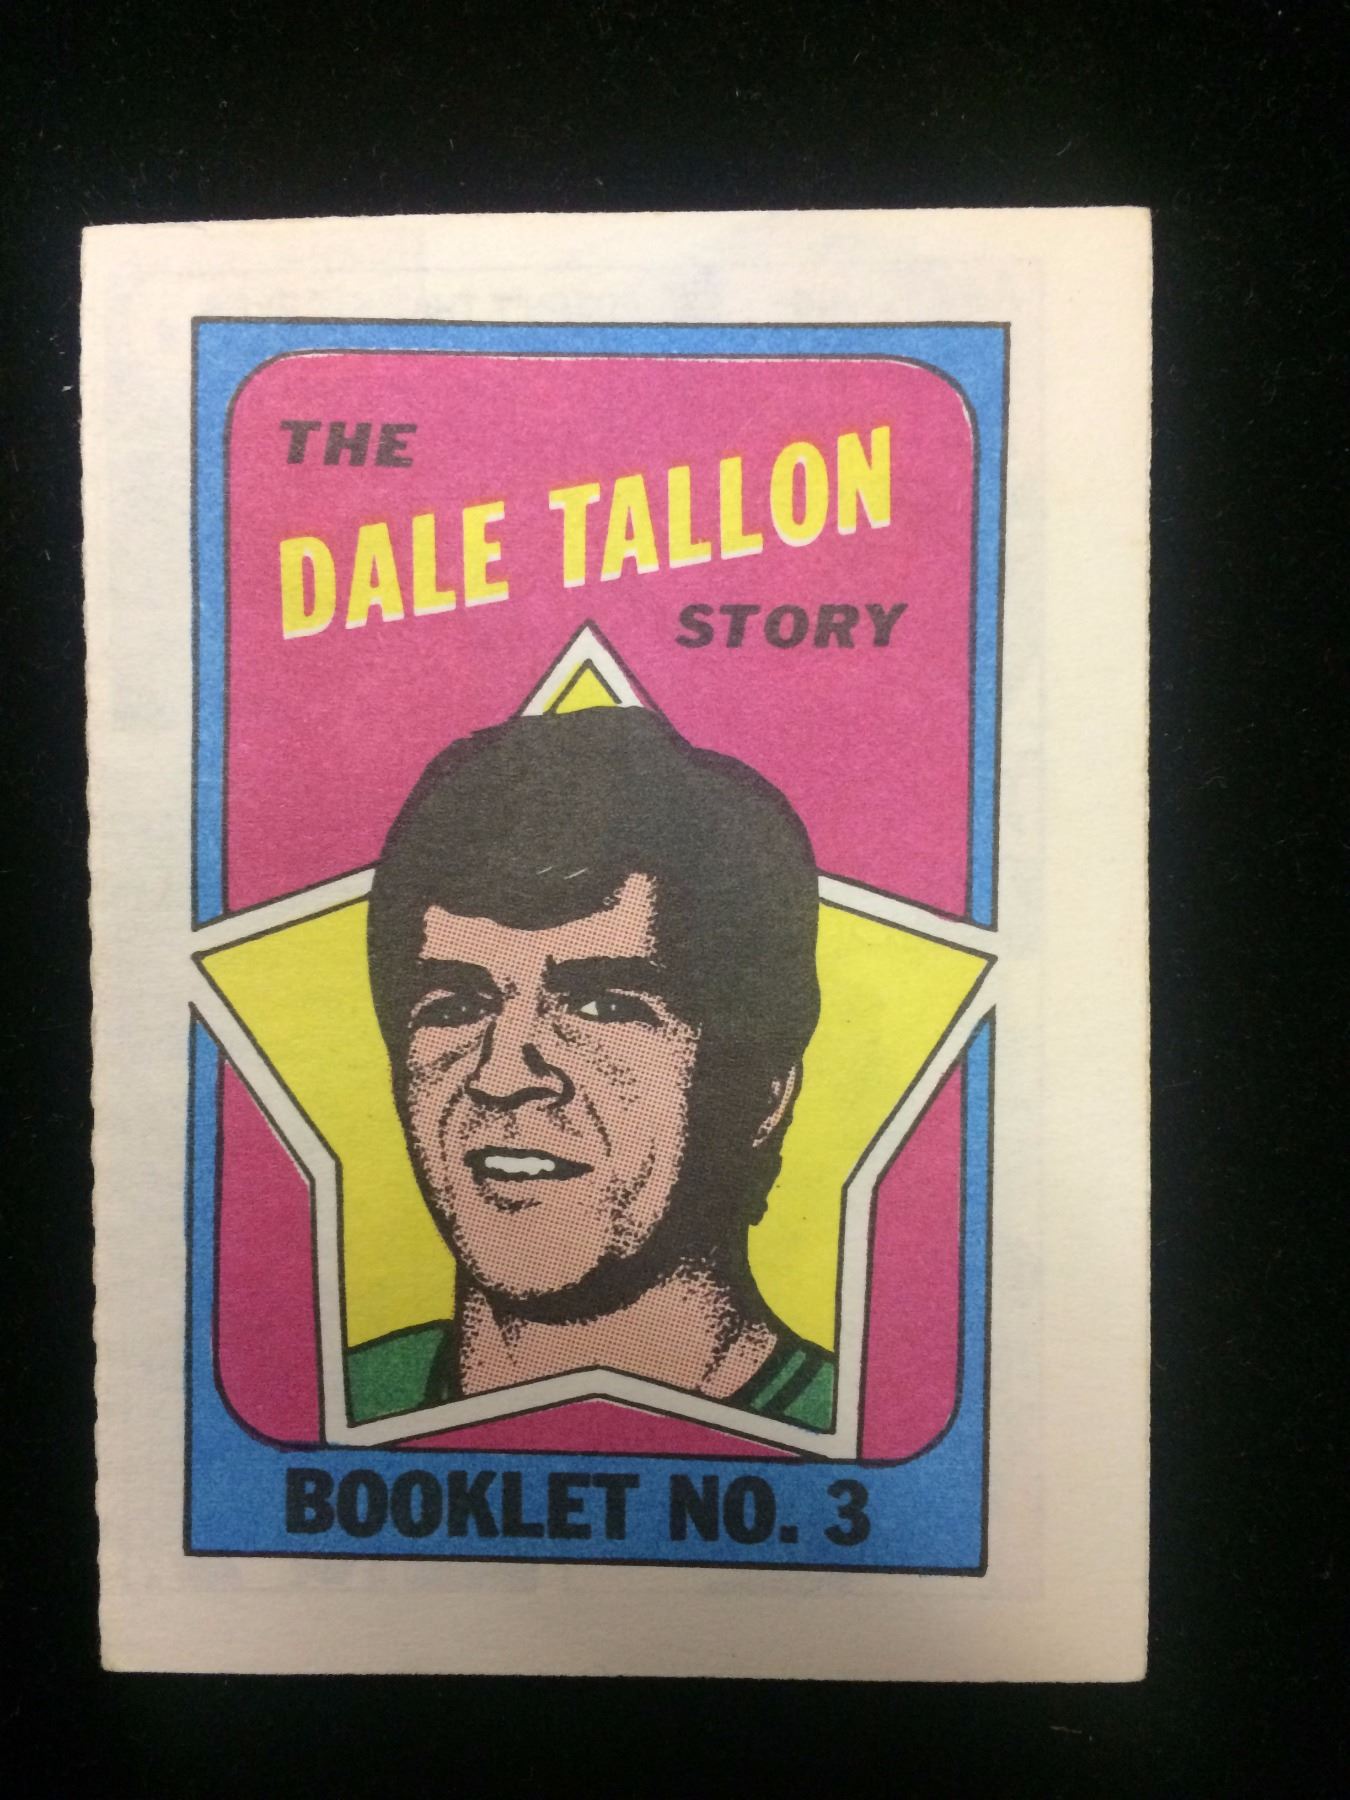 THE
DALE TALLON
STORY
BOOKLET NO. 3